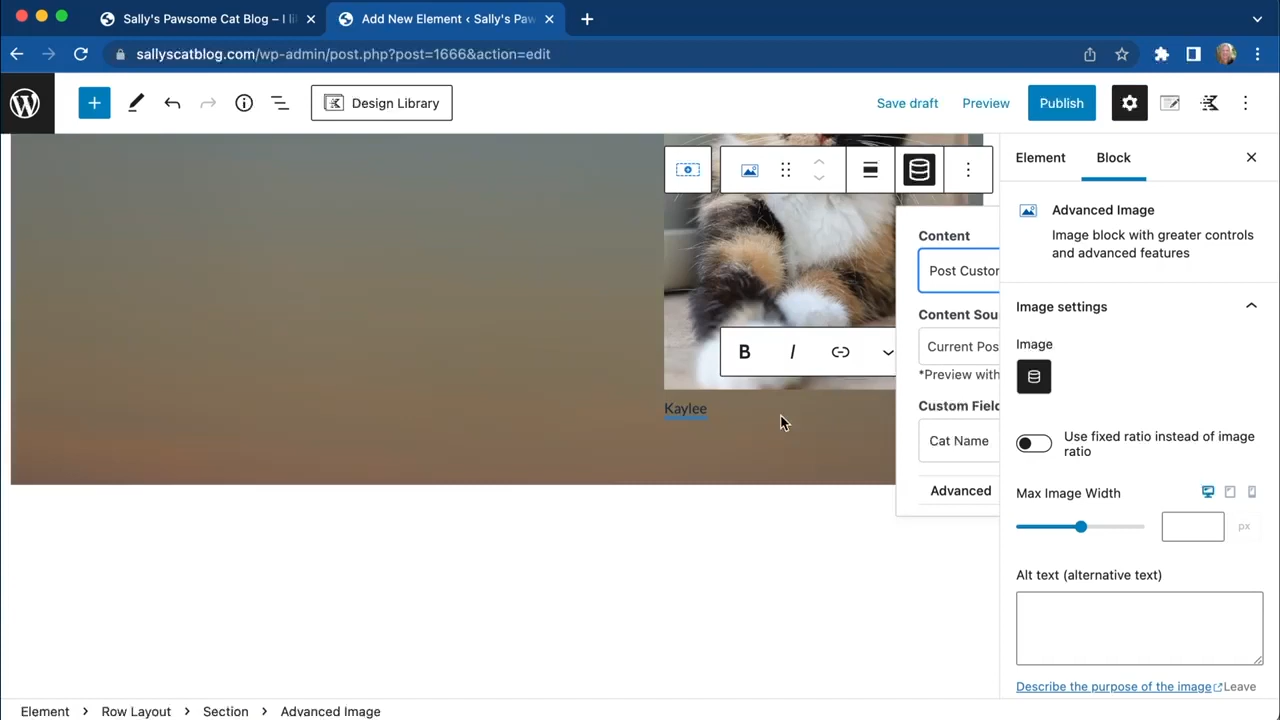 Sally's Pawsome Cat Blog – I li
Add New Element ‹ Sally's Paw
sallyscatblog.com/wp-admin/post.php?post=1666&action=edit
Design Library
Save draft
Preview
Publish
Element
Block
Advanced Image
Image block with greater controls
and advanced features
Content
Post Custon
Content Sou
Current Pos
*Preview with
Custom Field
Cat Name
Advanced
B I
Kaylee
Image settings
Image
Use fixed ratio instead of image
ratio
Max Image Width
px
Alt text (alternative text)
Describe the purpose of the image Leave
Element > Row Layout > Section > Advanced Image